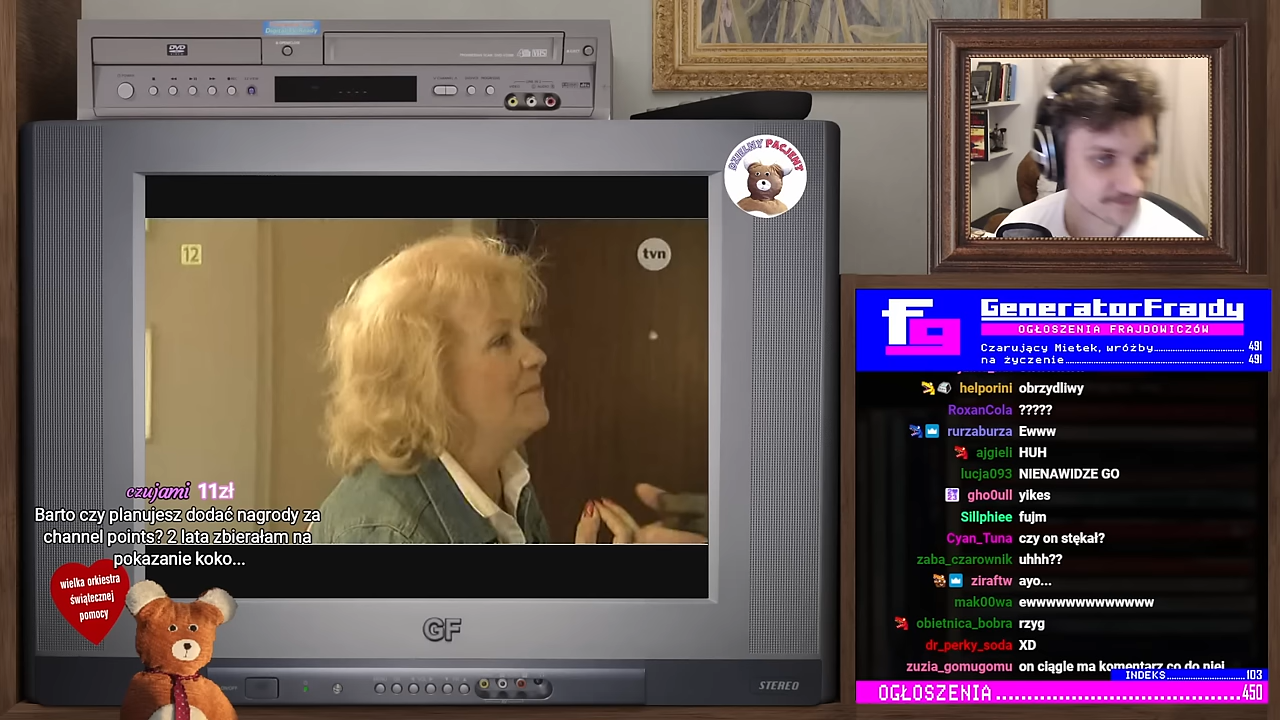 DVD
DZIELNY PACJENT
12
tvn
czujami 11zł
Barto czy planujesz dodać nagrody za
channel points? 2 lata zbierałam na
pokazanie koko...
wielka orkiestra
świątecznej
pomocy
GF
STEREO
fg
GeneratorFrajdy
OGŁOSZENIA FRAJDOWICZÓW
Czarujący Mietek, wróżby 491
na życzenie 491
helporini obrzydliwy
RoxanCola ?????
rurzaburza Ewww
ajgieli HUH
lucja093 NIENAWIDZE GO
gho0ull yikes
Sillphiee fujm
Cyan_Tuna czy on stękał?
zaba_czarownik uhhh??
ziraftw ayo...
mak00wa ewwwwwwwwwwwww
obietnica_bobra rzyg
dr_perky_soda XD
zuzia_gomugomu on ciągle ma komentarz co do niej
INDEKS 103
OGŁOSZENIA 450